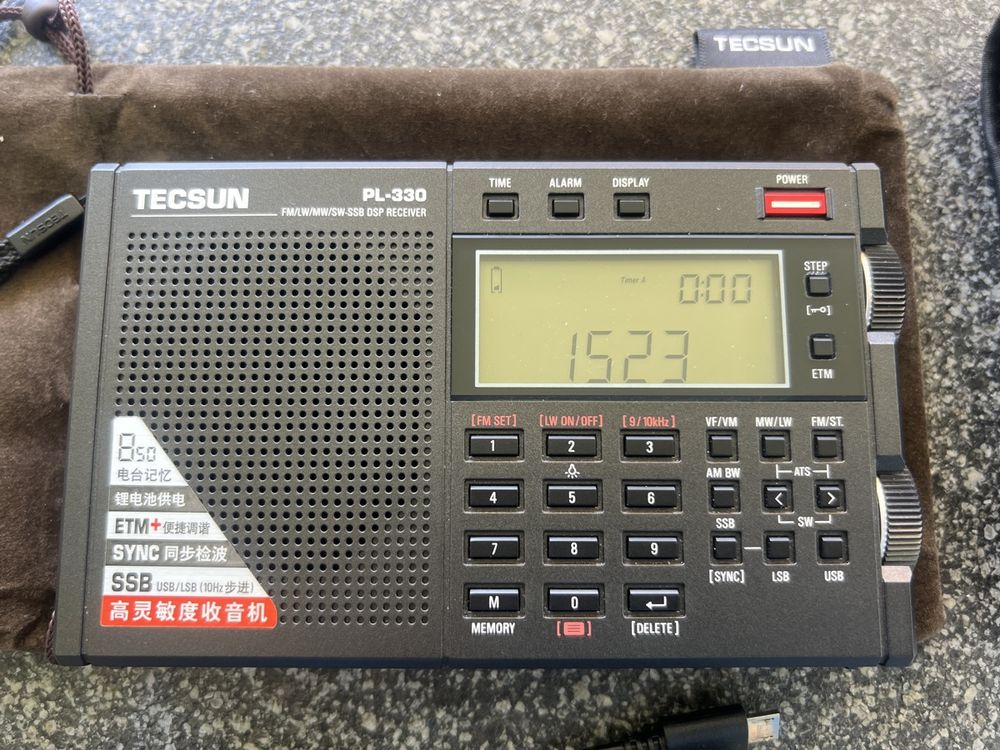 TECSUN
TECSUN
TECSUN
PL-330
FM/LW/MW/SW-SSB DSP RECEIVER
TIME
ALARM
DISPLAY
POWER
Timer A
0:00
1523
STEP
ETM
[FM SET]
[LW ON/OFF]
[9/10kHz]
VF/VM
MW/LW
FM/ST.
1
2
3
AM BW
ATS
4
5
6
<
>
SSB
SW
7
8
9
[SYNC]
LSB
USB
M
0
MEMORY
[DELETE]
850
电台记忆
锂电池供电
ETM+便捷调谐
SYNC 同步检波
SSB USB/LSB (10Hz步进)
高灵敏度收音机